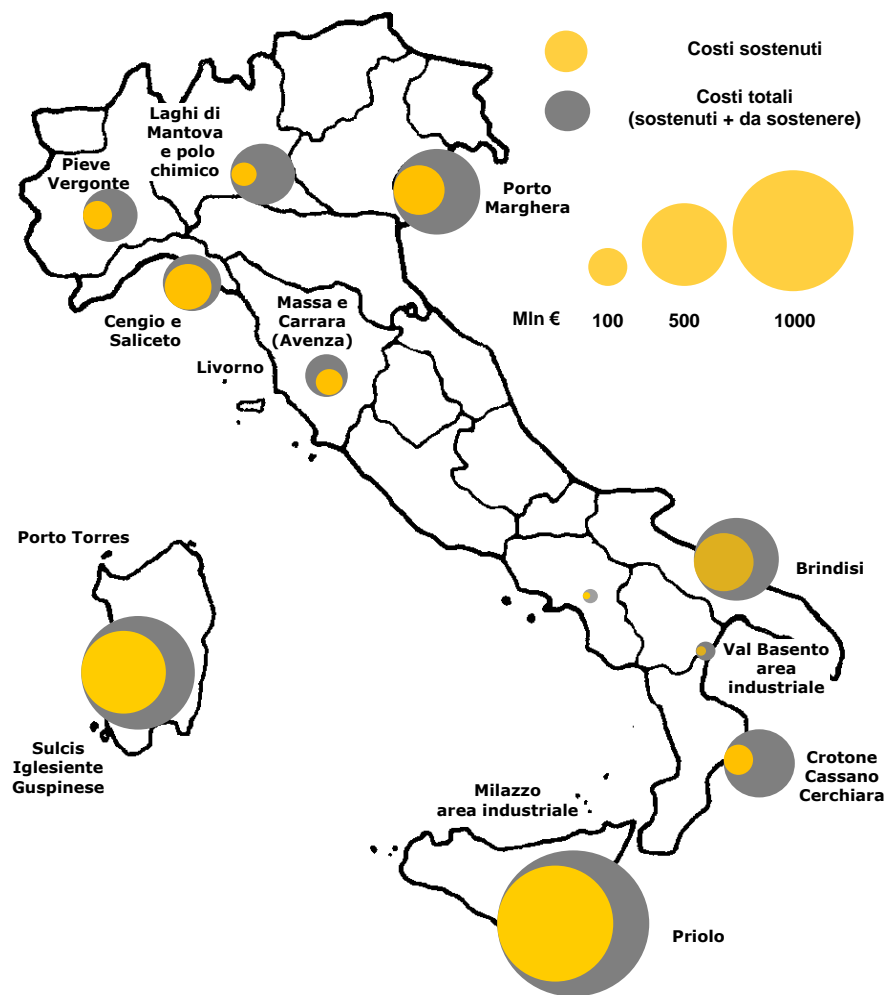 Costi sostenuti
Costi totali
(sostenuti + da sostenere)
Laghi di
Mantova
e polo
chimico
Pieve
Vergonte
Porto
Marghera
Mln €
100
500
1000
Cengio e
Saliceto
Massa e
Carrara
(Avenza)
Livorno
Porto Torres
Brindisi
Val Basento
area
industriale
Sulcis
Iglesiente
Guspinese
Crotone
Cassano
Cerchiara
Milazzo
area industriale
Priolo